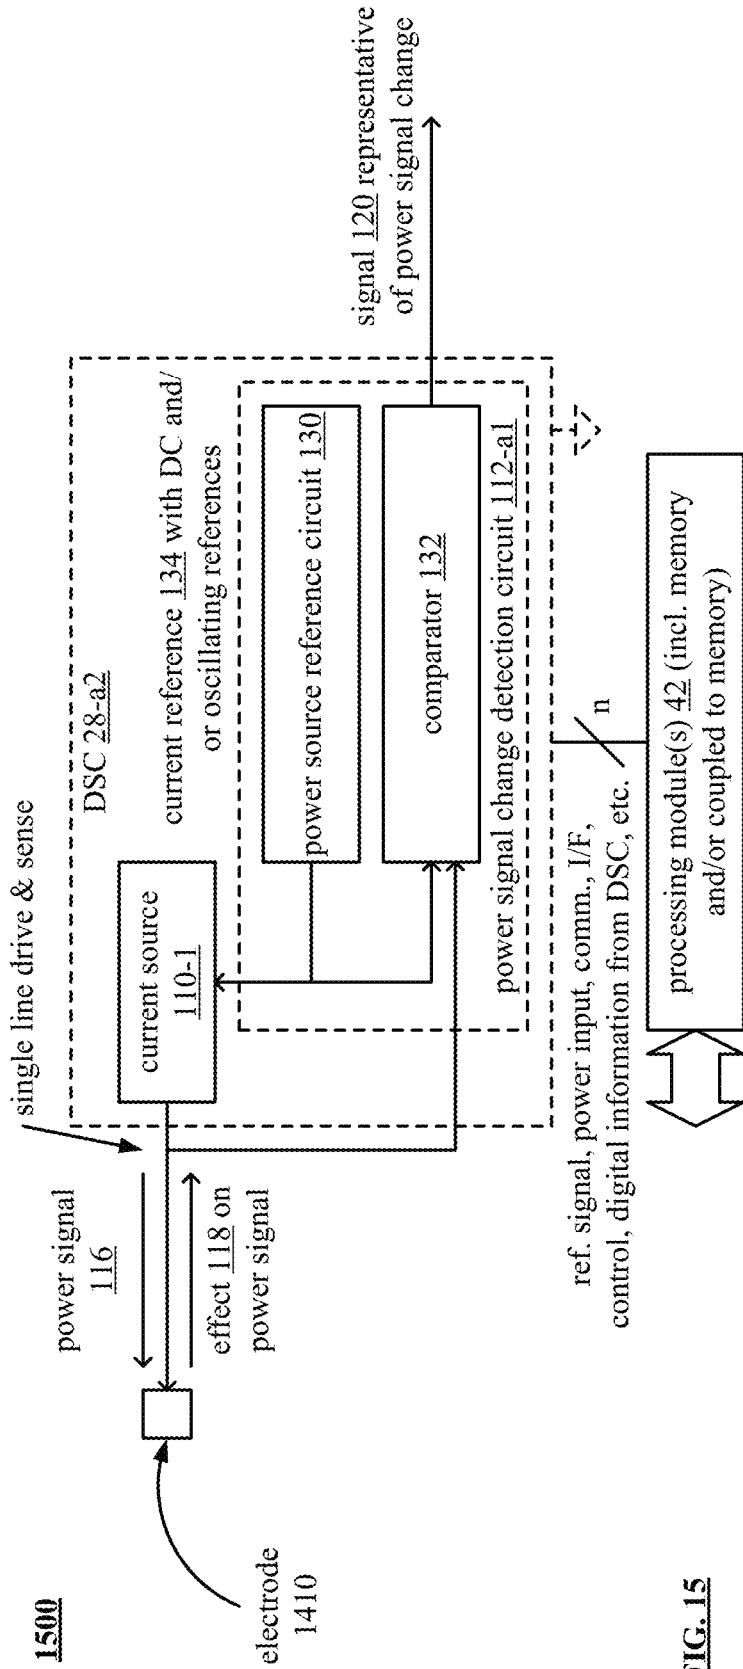 1500
single line drive & sense
DSC 28-a2
power signal
116
current source
110-1
current reference 134 with DC and/
or oscillating references
electrode
1410
effect 118 on
power signal
power source reference circuit 130
signal 120 representative
of power signal change
comparator 132
power signal change detection circuit 112-a1
ref. signal, power input, comm., I/F,
control, digital information from DSC, etc.
n
processing module(s) 42 (incl. memory
and/or coupled to memory)
FIG. 15